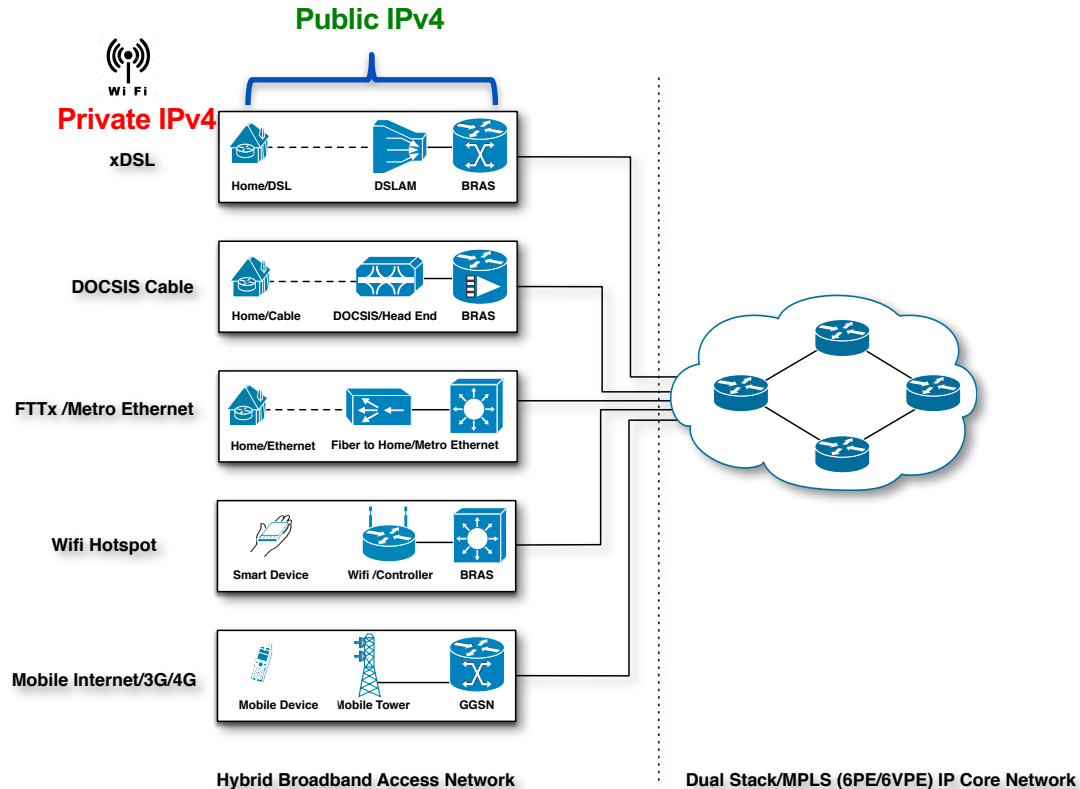 Public IPv4
Wi Fi
Private IPv4
xDSL
Home/DSL
DSLAM
BRAS
DOCSIS Cable
Home/Cable
DOCSIS/Head End
BRAS
FTTx /Metro Ethernet
Home/Ethernet
Fiber to Home/Metro Ethernet
Wifi Hotspot
Smart Device
Wifi /Controller
BRAS
Mobile Internet/3G/4G
Mobile Device
Mobile Tower
GGSN
Hybrid Broadband Access Network
Dual Stack/MPLS (6PE/6VPE) IP Core Network